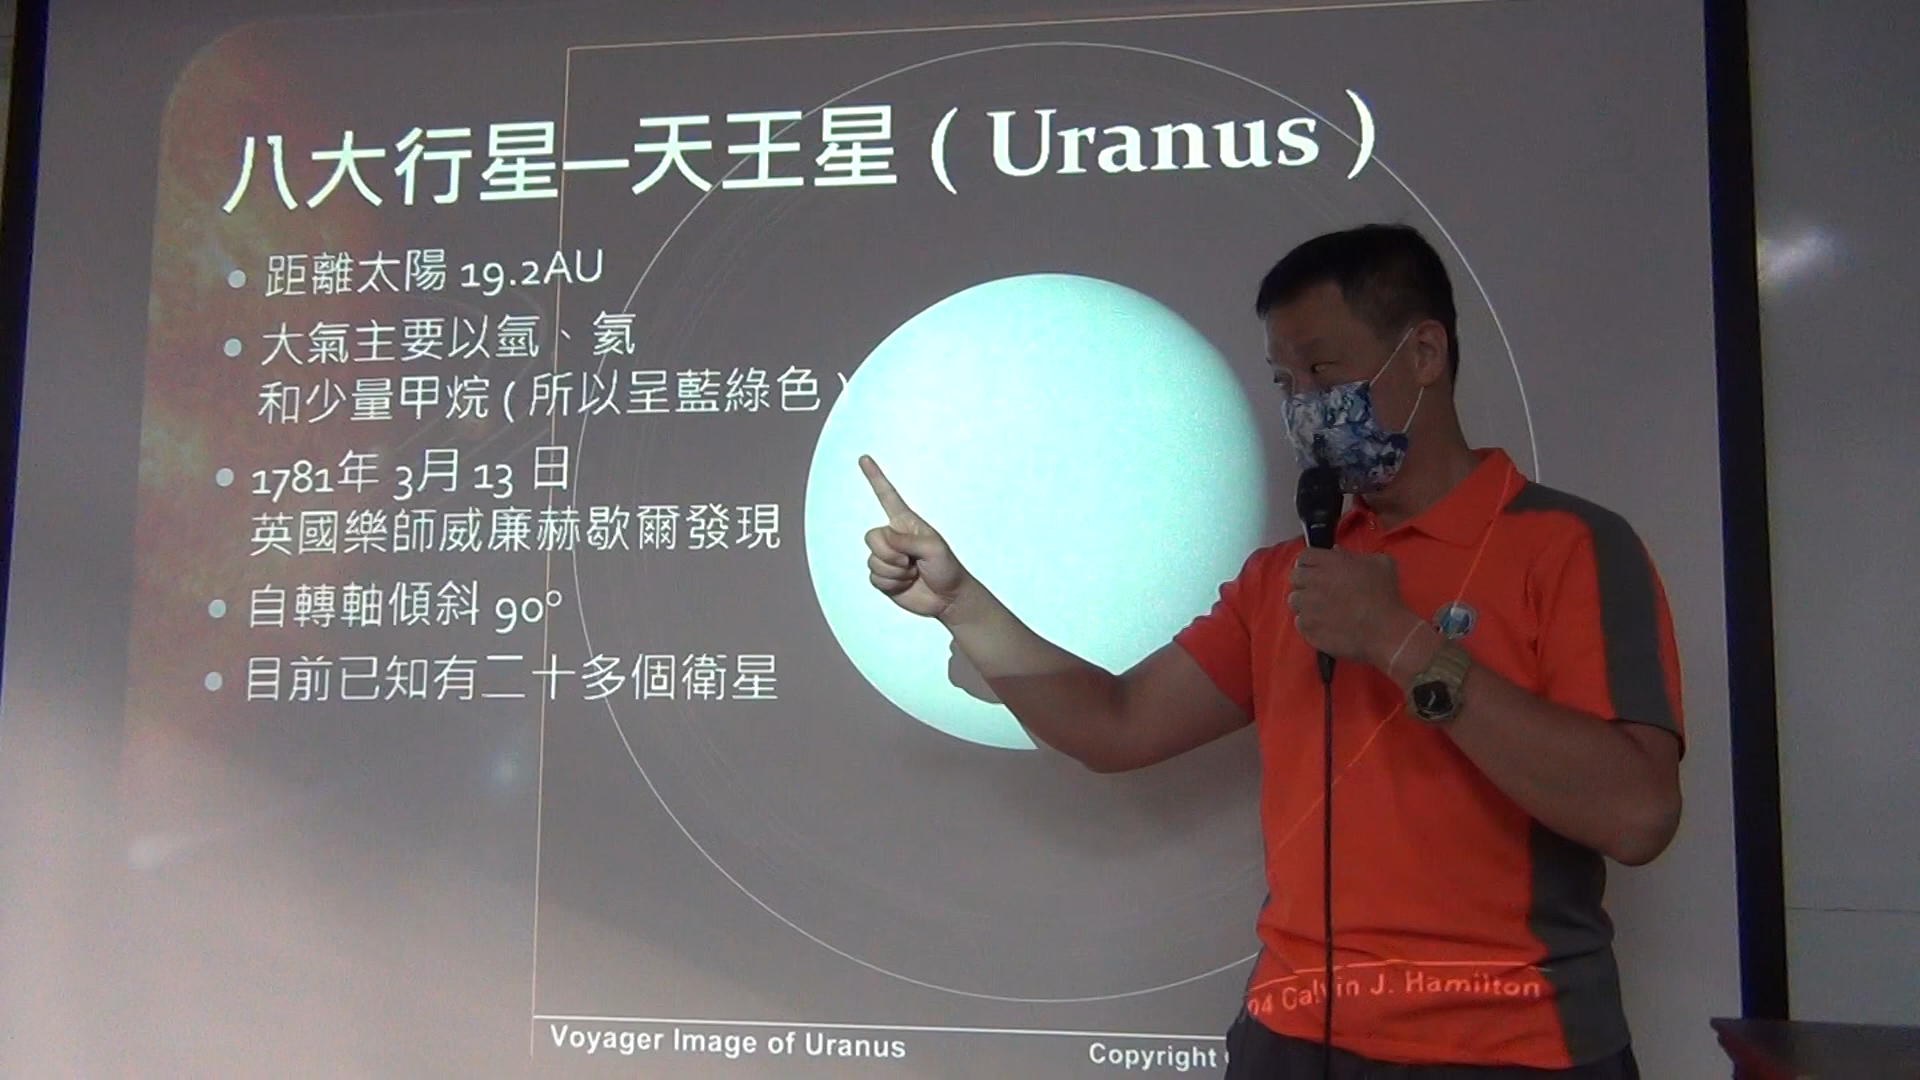 八大行星─天王星 ( Uranus )
距離太陽 19.2AU
大氣主要以氫、氦
和少量甲烷 ( 所以呈藍綠色 )
1781年 3月 13 日
英國樂師威廉赫歇爾發現
自轉軸傾斜 90°
目前已知有二十多個衛星
Voyager Image of Uranus
Copyright
94 Calvin J. Hamilton